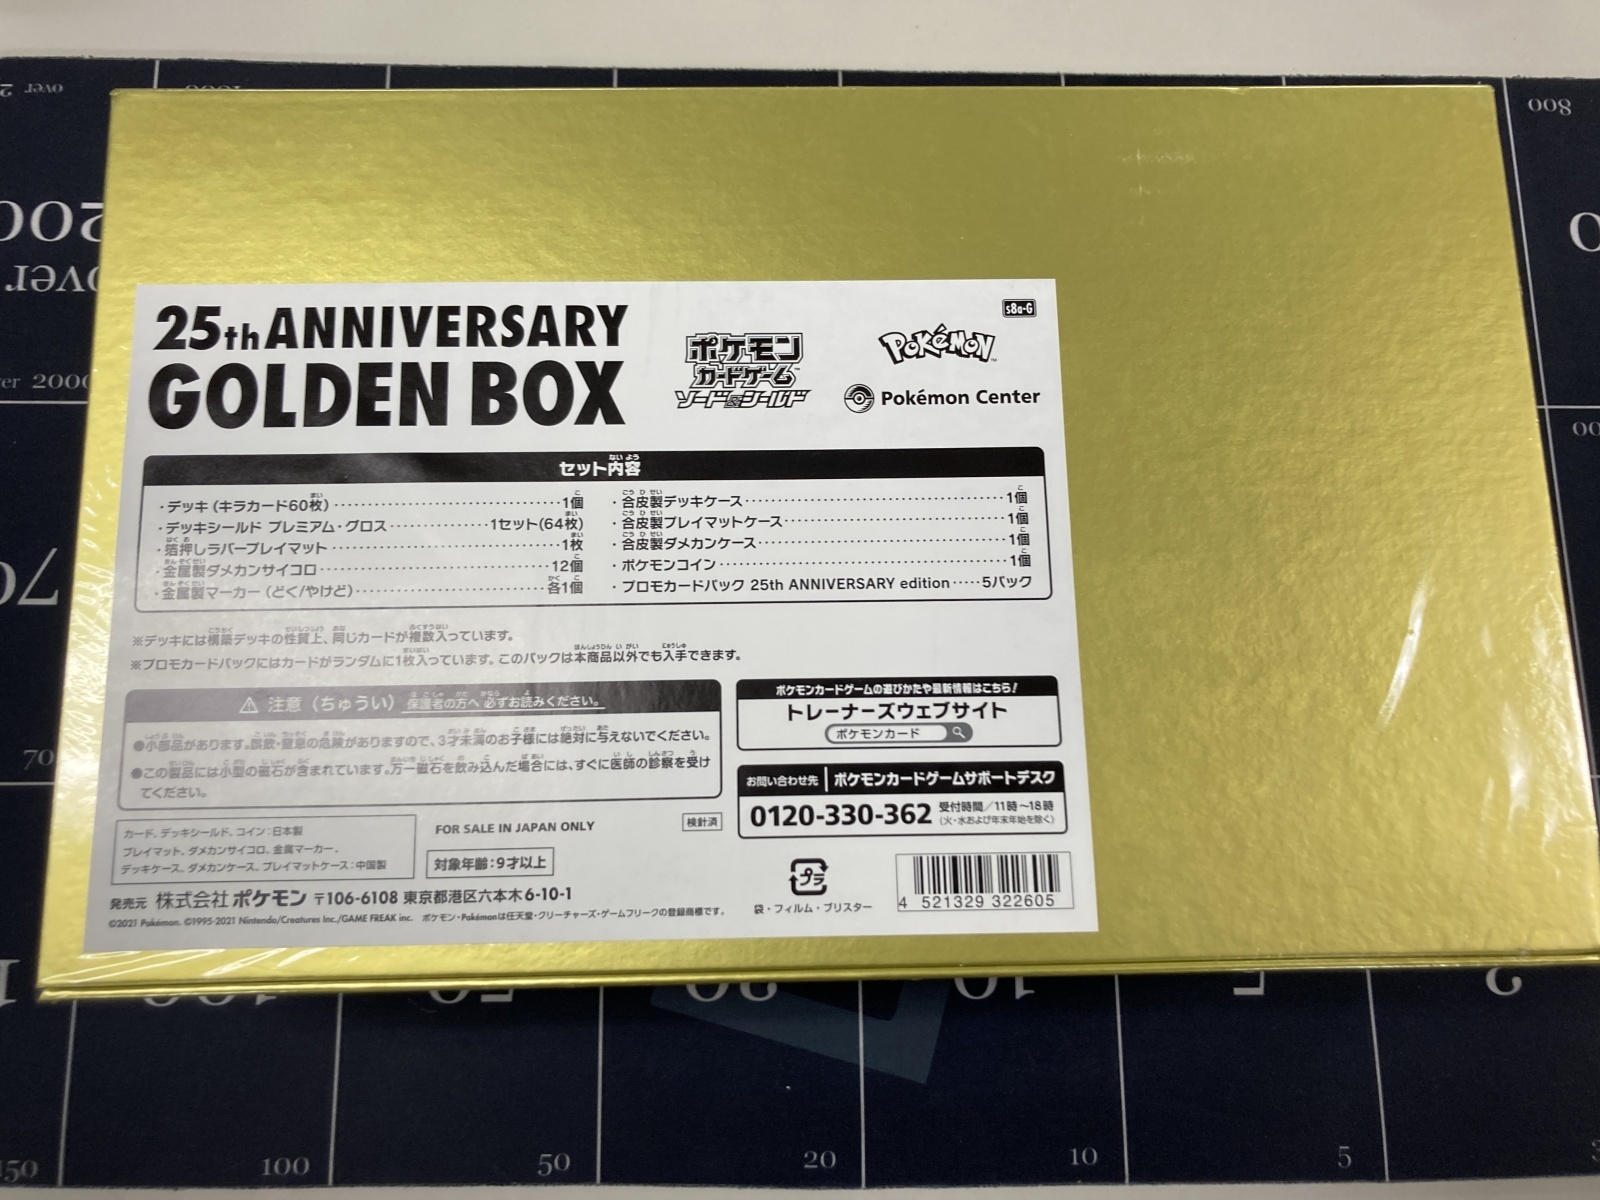 25th ANNIVERSARY
GOLDEN BOX
ポケモン
カードゲーム
ソード&シールド
s8a-G
Pokémon
Pokémon Center
セット内容
・デッキ（キラカード60枚）……1個
・デッキシールド プレミアム・グロス……1セット(64枚)
・箔押しラバープレイマット……1枚
・金属製ダメカンサイコロ……12個
・金属製マーカー（どく/やけど）……各1個
・合皮製デッキケース……1個
・合皮製プレイマットケース……1個
・合皮製ダメカンケース……1個
・ポケモンコイン……1個
・プロモカードパック 25th ANNIVERSARY edition……5パック
※デッキには構築デッキの性質上、同じカードが複数入っています。
※プロモカードパックにはカードがランダムに1枚入っています。このパックは本商品以外でも入手できます。
注意（ちゅうい）保護者の方へ 必ずお読みください。
●小部品があります。誤飲・窒息の危険がありますので、3才未満のお子様には絶対に与えないでください。
●この製品には小型の磁石が含まれています。万一磁石を飲み込んだ場合には、すぐに医師の診察を受け
てください。
ポケモンカードゲームの遊びかたや最新情報はこちら!
トレーナーズウェブサイト
ポケモンカード
お問い合わせ先 ポケモンカードゲームサポートデスク
0120-330-362 受付時間／11時～18時
（火・水および年末年始を除く）
カード、デッキシールド、コイン：日本製
プレイマット、ダメカンサイコロ、金属マーカー、
デッキケース、ダメカンケース、プレイマットケース：中国製
FOR SALE IN JAPAN ONLY
検針済
対象年齢：9才以上
発売元 株式会社ポケモン 〒106-6108 東京都港区六本木6-10-1
©2021 Pokémon. ©1995-2021 Nintendo/Creatures Inc./GAME FREAK inc. ポケモン・Pokémonは任天堂・クリーチャーズ・ゲームフリークの登録商標です。
プラ
袋・フィルム・ブリスター
4 521329 322605
over 2
1000
800
200
over
over 2000
70
100
50
20
10
5
2
150
100
50
20
10
5